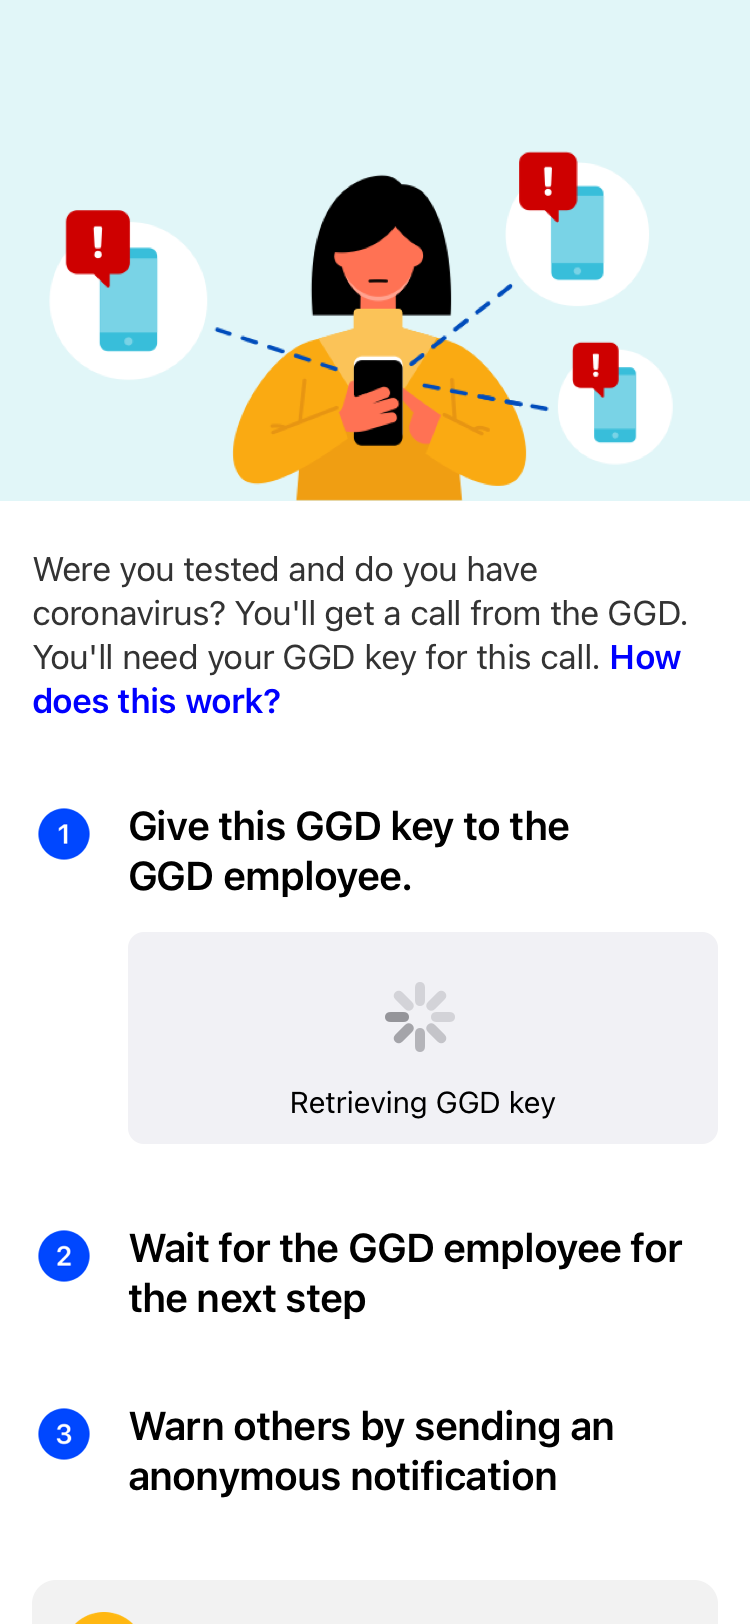 !
!
!
Were you tested and do you have
coronavirus? You'll get a call from the GGD.
You'll need your GGD key for this call. How
does this work?
1
Give this GGD key to the
GGD employee.
Retrieving GGD key
2
Wait for the GGD employee for
the next step
3
Warn others by sending an
anonymous notification